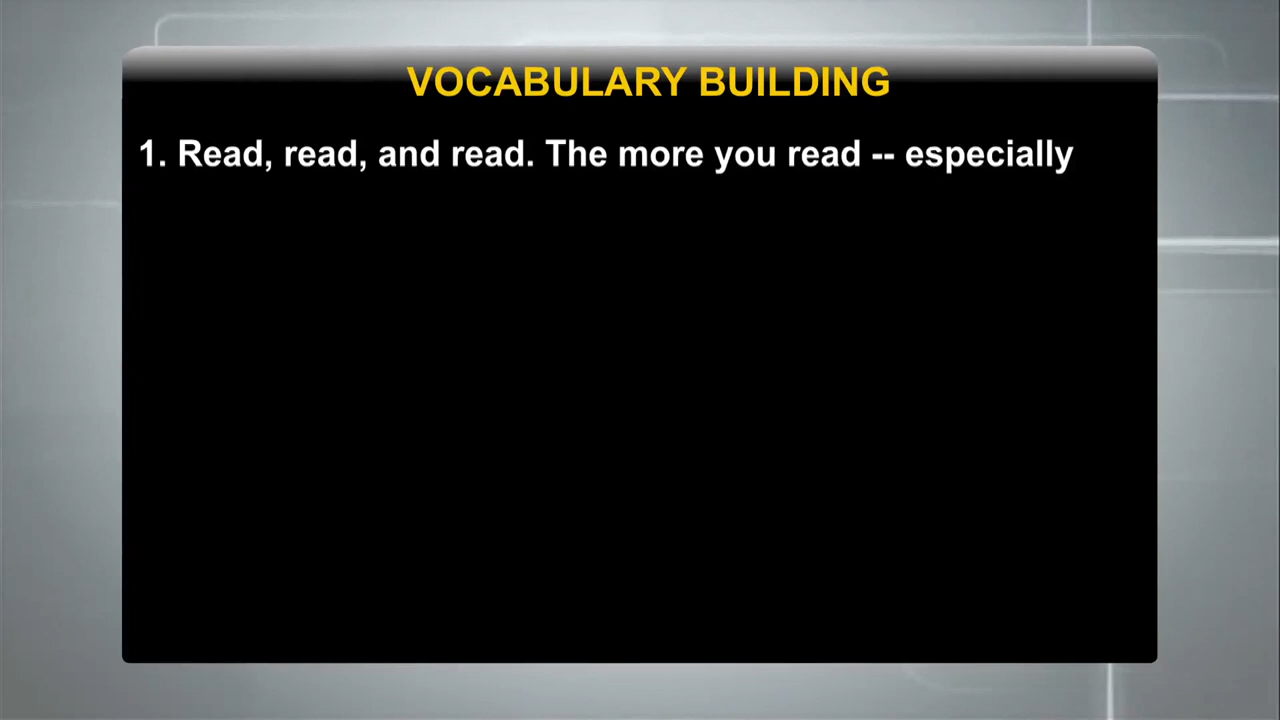 VOCABULARY BUILDING
1. Read, read, and read. The more you read -- especially